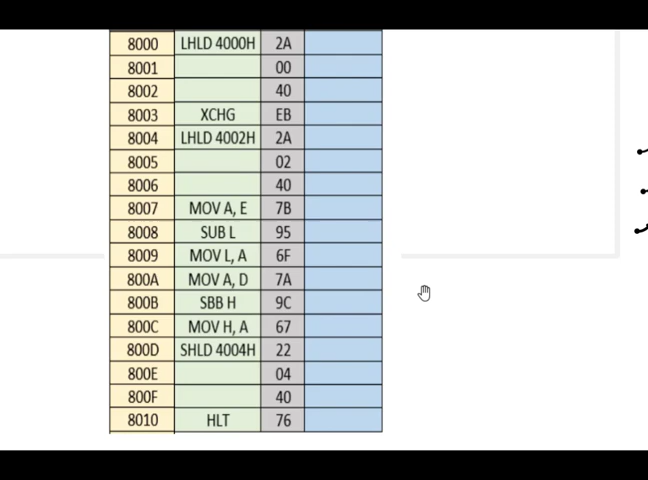 8000 LHLD 4000H 2A
8001 00
8002 40
8003 XCHG EB
8004 LHLD 4002H 2A
8005 02
8006 40
8007 MOV A, E 7B
8008 SUB L 95
8009 MOV L, A 6F
800A MOV A, D 7A
800B SBB H 9C
800C MOV H, A 67
800D SHLD 4004H 22
800E 04
800F 40
8010 HLT 76